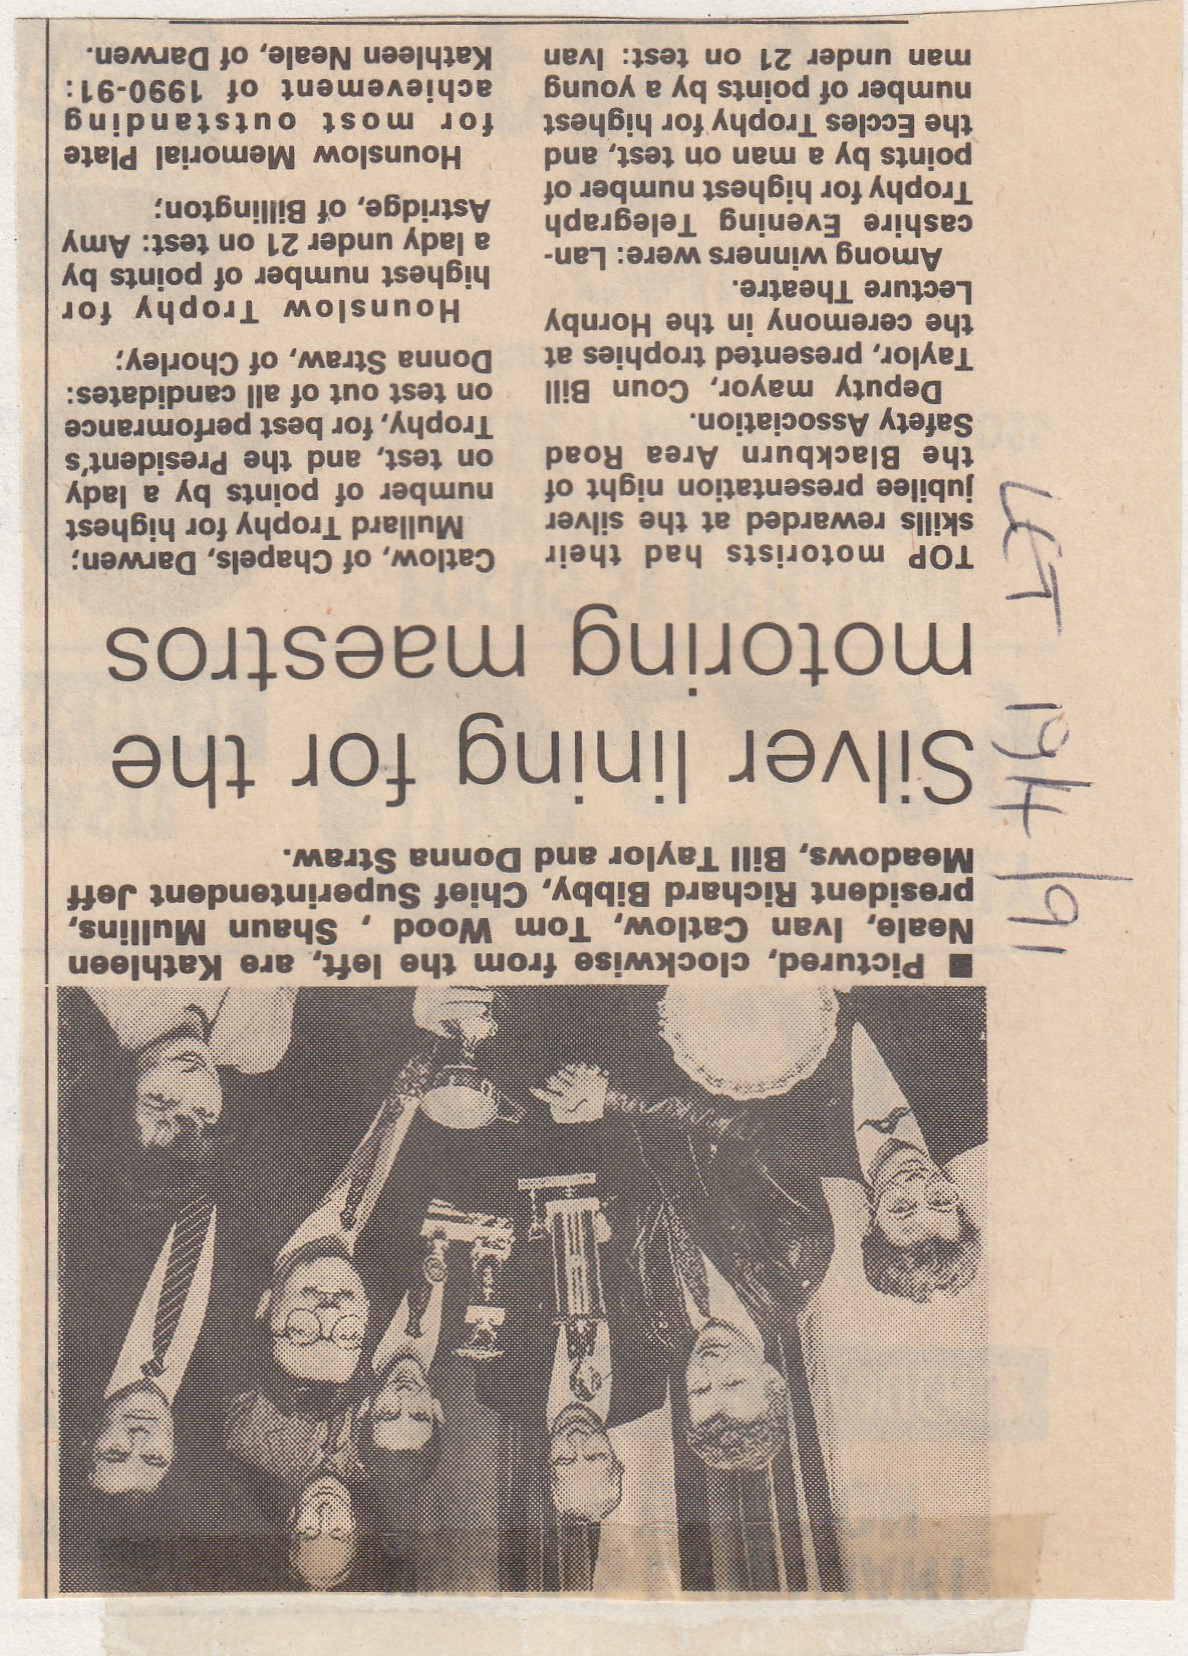 ■ Pictured, clockwise from the left, are Kathleen
Neale, Ivan Catlow, Tom Wood , Shaun Mullins,
president Richard Bibby, Chief Superintendent Jeff
Meadows, Bill Taylor and Donna Straw.
Silver lining for the
motoring maestros
TOP motorists had their
skills rewarded at the silver
jubilee presentation night of
the Blackburn Area Road
Safety Association.
Deputy mayor, Coun Bill
Taylor, presented trophies at
the ceremony in the Hornby
Lecture Theatre.
Among winners were: Lan-
cashire Evening Telegraph
Trophy for highest number of
points by a man on test, and
the Eccles Trophy for highest
number of points by a young
man under 21 on test: Ivan
Catlow, of Chapels, Darwen;
Mullard Trophy for highest
number of points by a lady
on test, and the President's
Trophy, for best perfomrance
on test out of all candidates:
Donna Straw, of Chorley;
Hounslow Trophy for
highest number of points by
a lady under 21 on test: Amy
Astridge, of Billington;
Hounslow Memorial Plate
for most outstanding
achievement of 1990-91:
Kathleen Neale, of Darwen.
LET 19/4/91